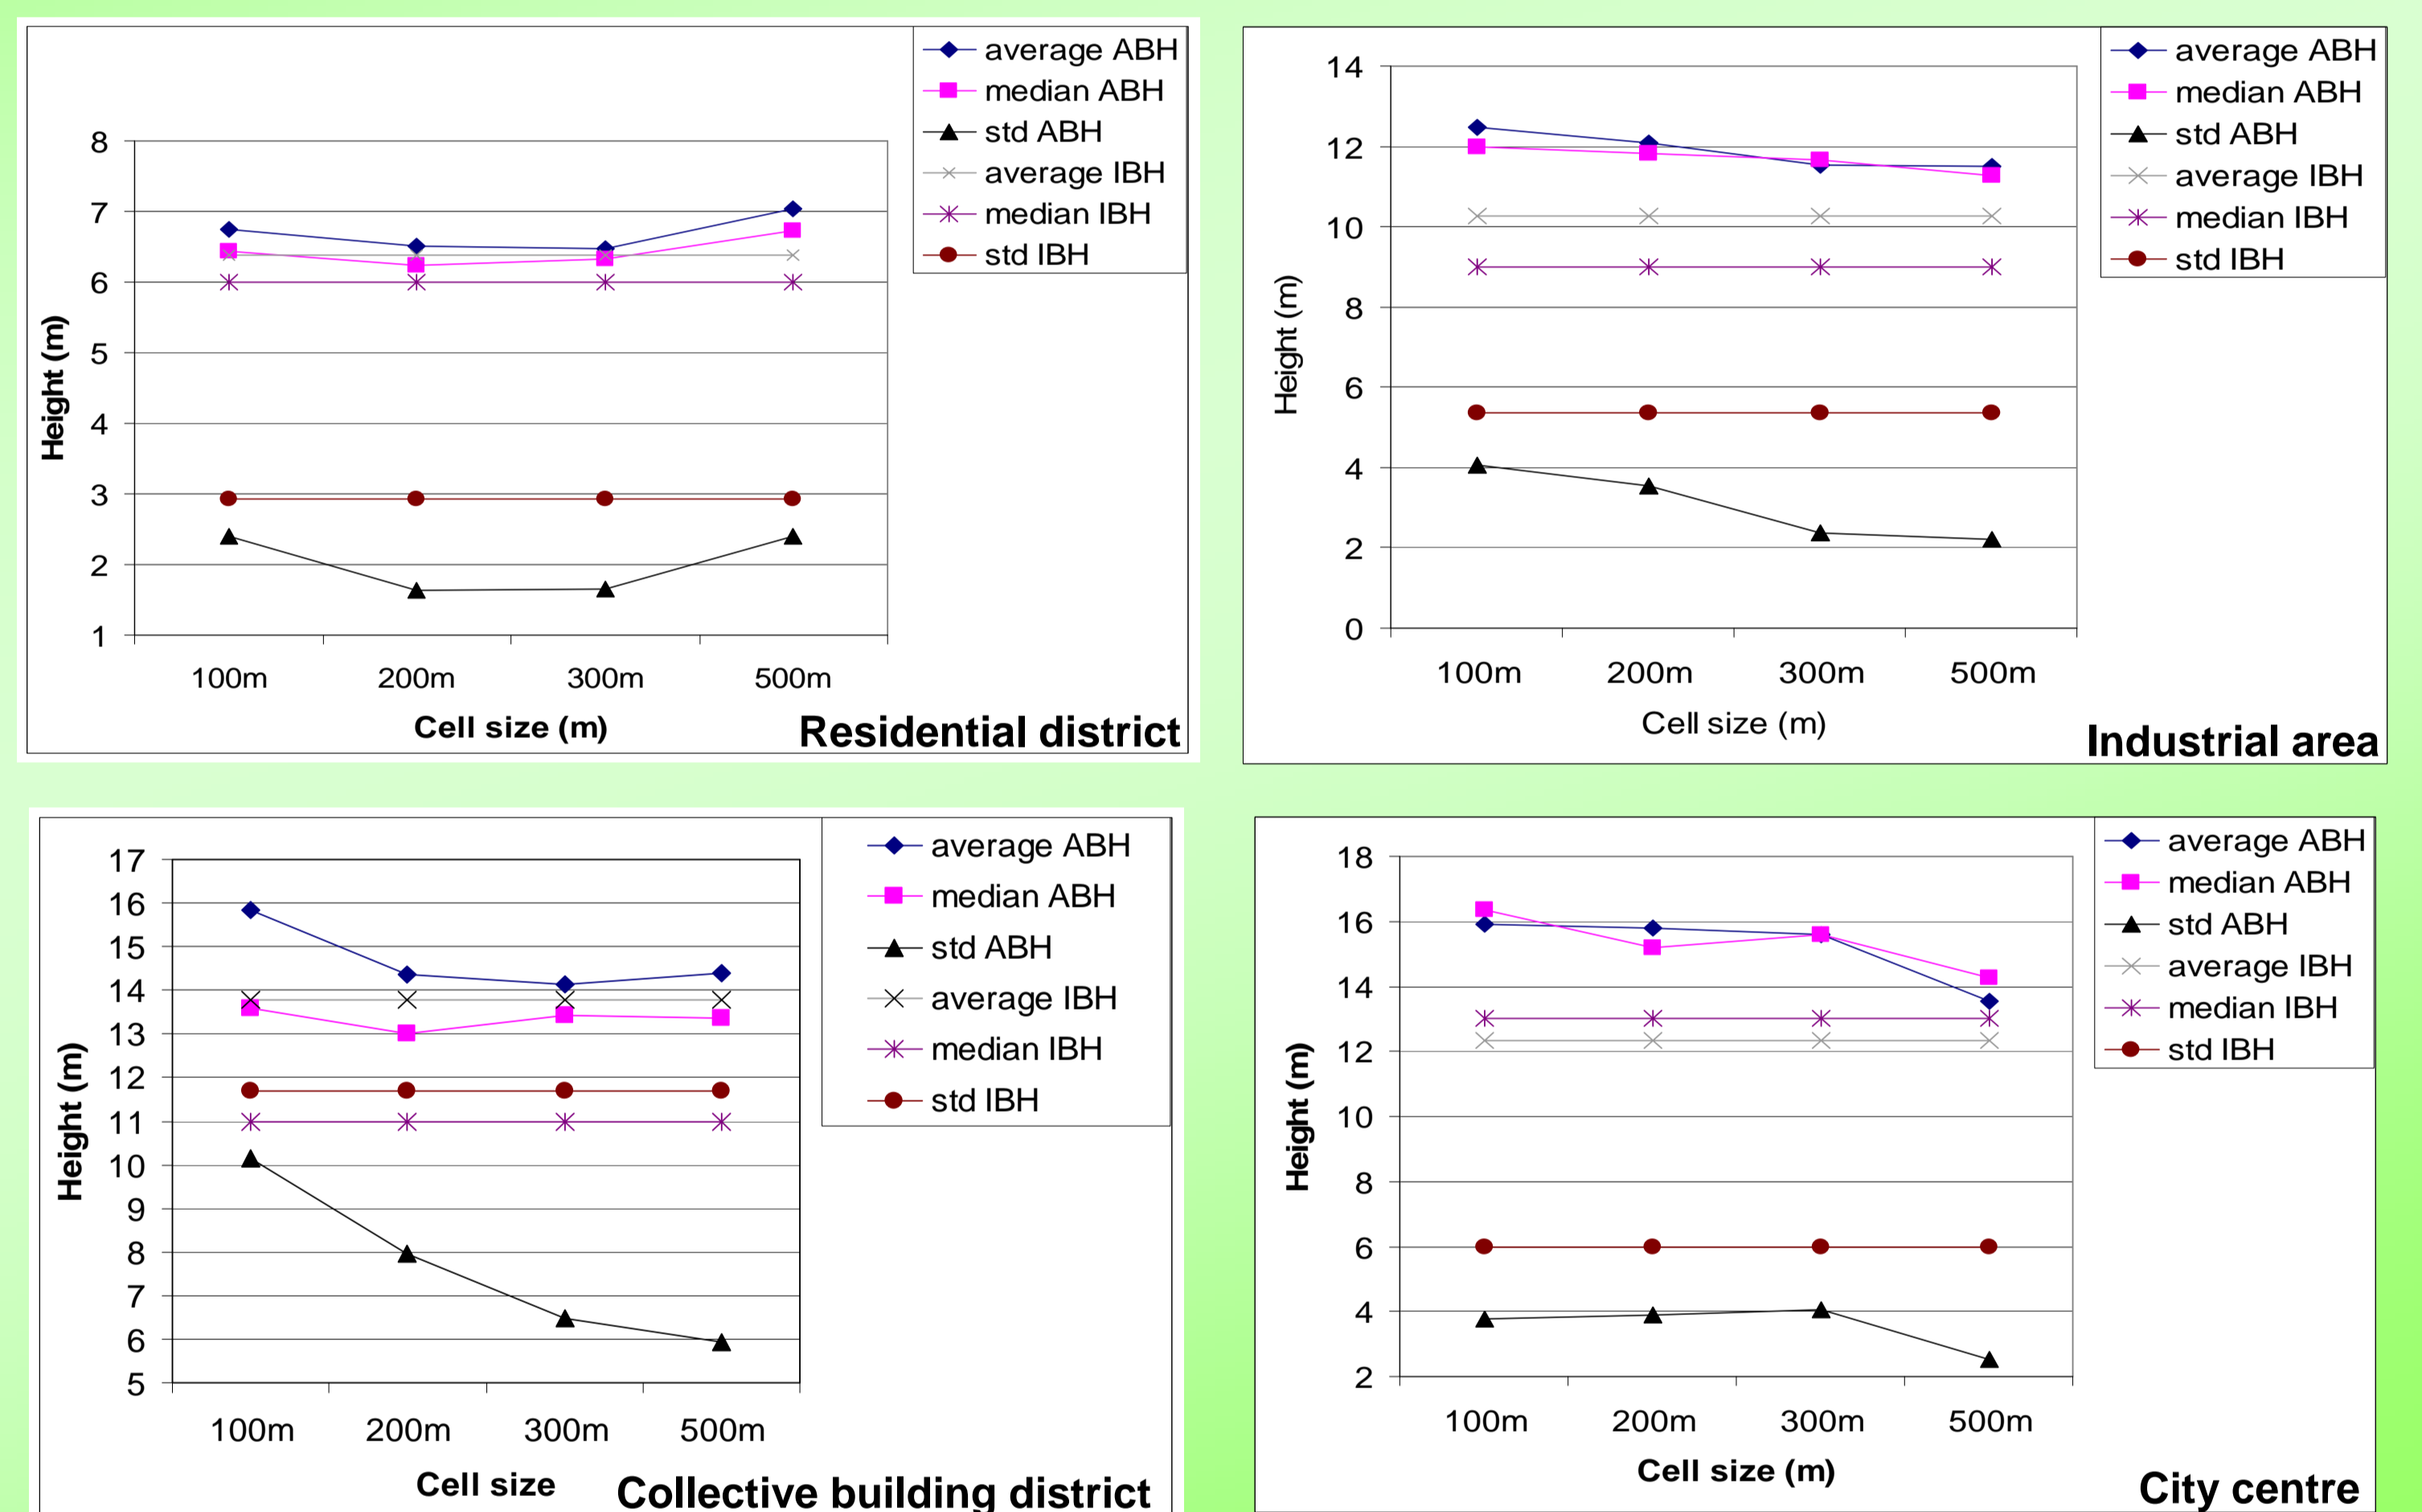 average ABH
median ABH
std ABH
average IBH
median IBH
std IBH
8
7
6
5
4
3
2
1
Height (m)
100m 200m 300m 500m
Cell size (m)
Residential district
average ABH
median ABH
std ABH
average IBH
median IBH
std IBH
14
12
10
8
6
4
2
0
Height (m)
100m 200m 300m 500m
Cell size (m)
Industrial area
average ABH
median ABH
std ABH
average IBH
median IBH
std IBH
17
16
15
14
13
12
11
10
9
8
7
6
5
Height (m)
100m 200m 300m 500m
Cell size
Collective building district
average ABH
median ABH
std ABH
average IBH
median IBH
std IBH
18
16
14
12
10
8
6
4
2
Height (m)
100m 200m 300m 500m
Cell size (m)
City centre